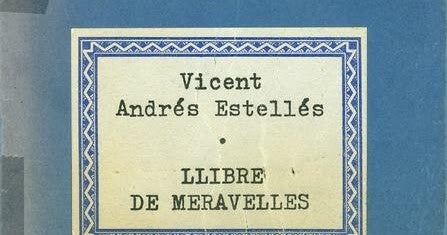 Vicent
Andrés Estellés
•
LLIBRE
DE MERAVELLES